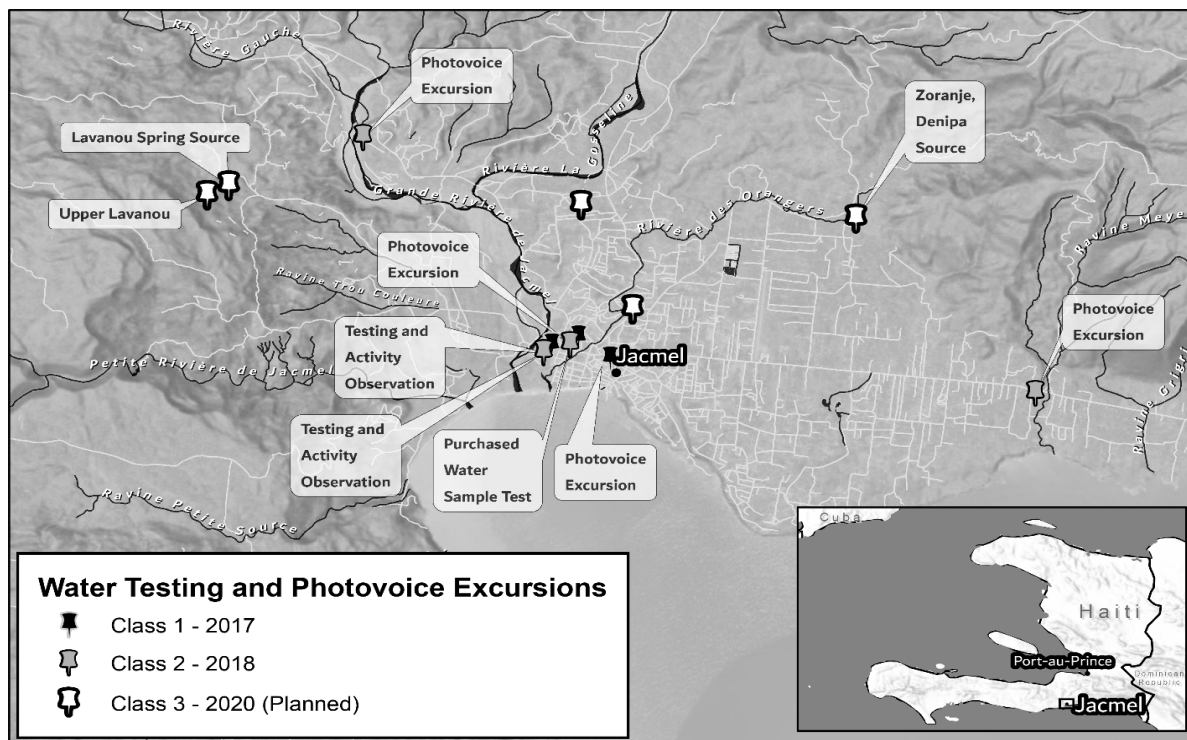 Rivière Gauche
Photovoice
Excursion
Zoranje,
Denipa
Source
Lavanou Spring Source
Rivière La Gosseline
Upper Lavanou
Grande Rivière de Jacmel
Rivière des Orangers
Ravine Meye
Photovoice
Excursion
Ravine Trou Couleure
Photovoice
Excursion
Testing and
Activity
Observation
Jacmel
Petite Rivière de Jacmel
Ravine Grigri
Testing and
Activity
Observation
Purchased
Water
Sample Test
Photovoice
Excursion
Ravine Petite Source
Water Testing and Photovoice Excursions
Class 1 - 2017
Class 2 - 2018
Class 3 - 2020 (Planned)
Cuba
Haiti
Port-au-Prince
Dominican
Republic
Jacmel